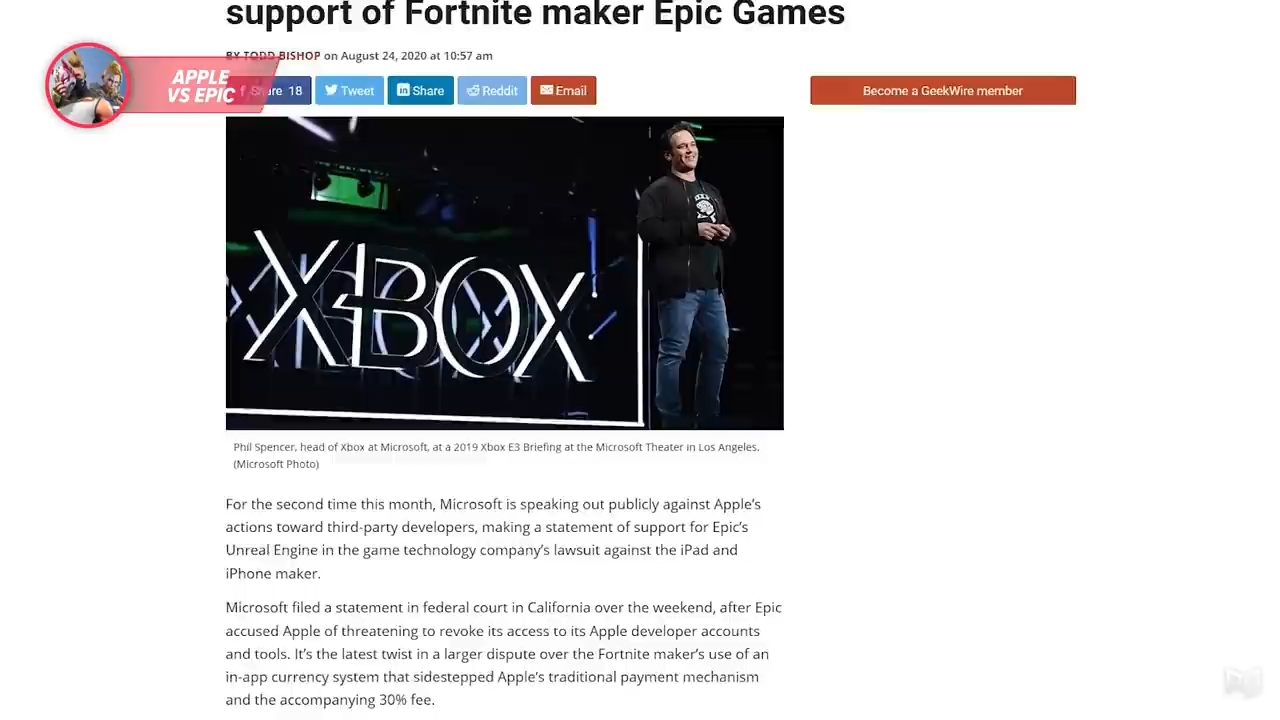 support of Fortnite maker Epic Games
BY TODD BISHOP on August 24, 2020 at 10:57 am
APPLE
VS EPIC
Share 18
Tweet
in Share
Reddit
Email
Become a GeekWire member
XBOX
Phil Spencer, head of Xbox at Microsoft, at a 2019 Xbox E3 Briefing at the Microsoft Theater in Los Angeles.
(Microsoft Photo)
For the second time this month, Microsoft is speaking out publicly against Apple’s
actions toward third-party developers, making a statement of support for Epic’s
Unreal Engine in the game technology company’s lawsuit against the iPad and
iPhone maker.
Microsoft filed a statement in federal court in California over the weekend, after Epic
accused Apple of threatening to revoke its access to its Apple developer accounts
and tools. It’s the latest twist in a larger dispute over the Fortnite maker’s use of an
in-app currency system that sidestepped Apple’s traditional payment mechanism
and the accompanying 30% fee.